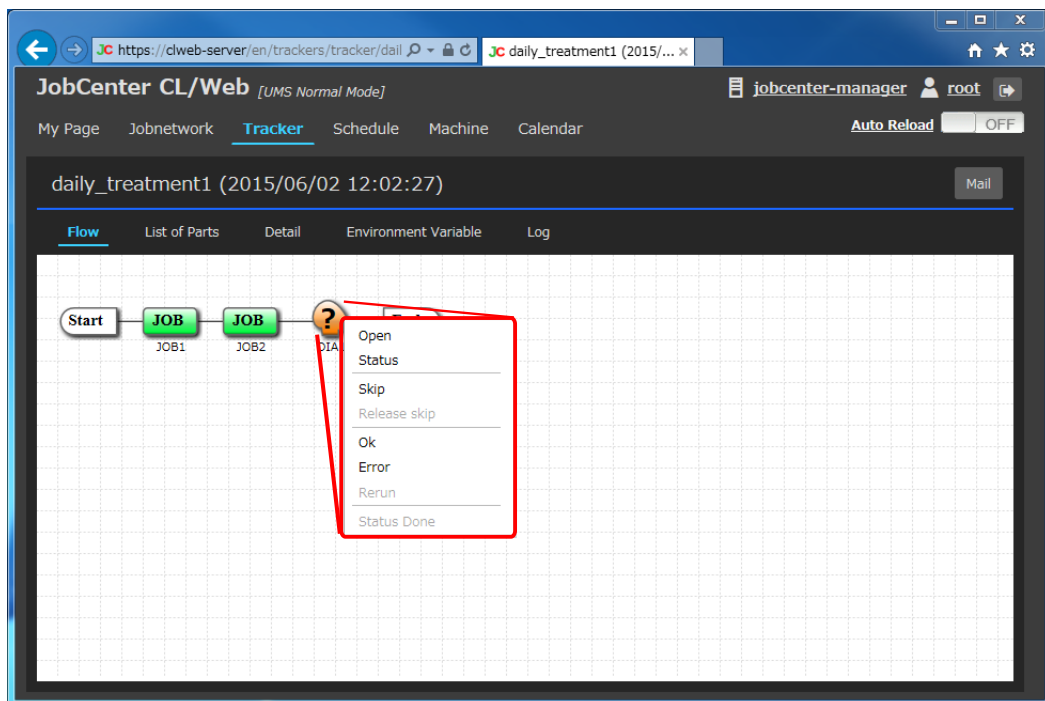 x
JC https://clweb-server/en/trackers/tracker/dail JC daily_treatment1 (2015/... ×
JobCenter CL/Web [UMS Normal Mode] jobcenter-manager root
My Page Jobnetwork Tracker Schedule Machine Calendar Auto Reload OFF
daily_treatment1 (2015/06/02 12:02:27) Mail
Flow List of Parts Detail Environment Variable Log
Start JOB JOB ?
JOB1 JOB2
Open
Status
Skip
Release skip
Ok
Error
Rerun
Status Done